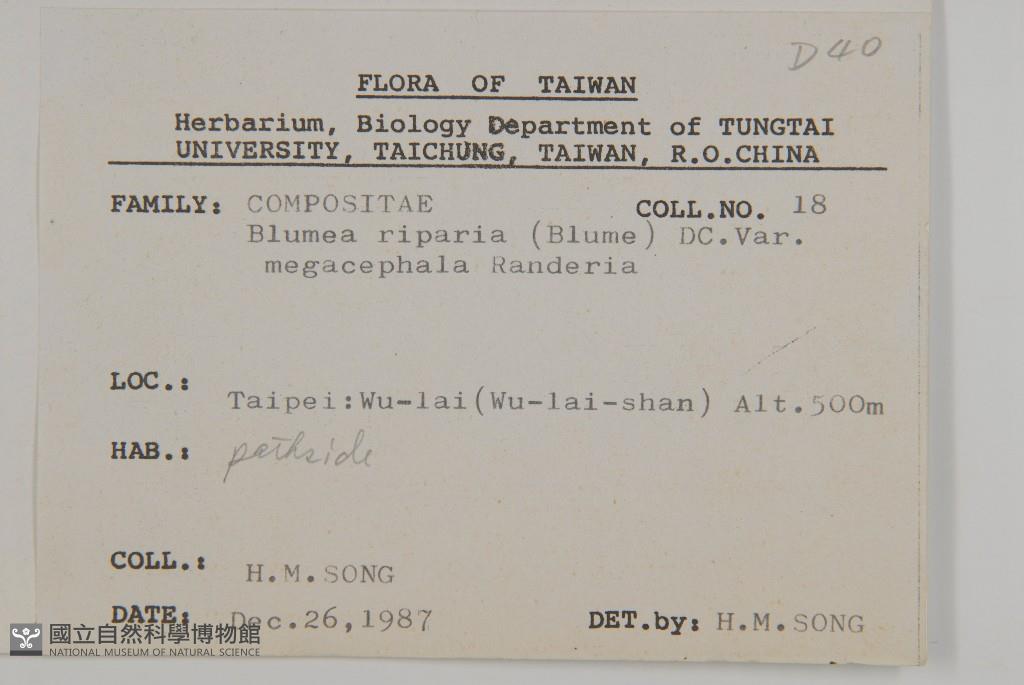 D40
FLORA OF TAIWAN
Herbarium, Biology Department of TUNGTAI
UNIVERSITY, TAICHUNG, TAIWAN, R.O.CHINA
FAMILY: COMPOSITAE COLL.NO. 18
Blumea riparia (Blume) DC.Var.
megacephala Randeria
LOC.: Taipei:Wu-lai(Wu-lai-shan) Alt.500m
HAB.: pathside
COLL.: H.M.SONG
DATE: Dec.26,1987 DET.by: H.M.SONG
國立自然科學博物館
NATIONAL MUSEUM OF NATURAL SCIENCE